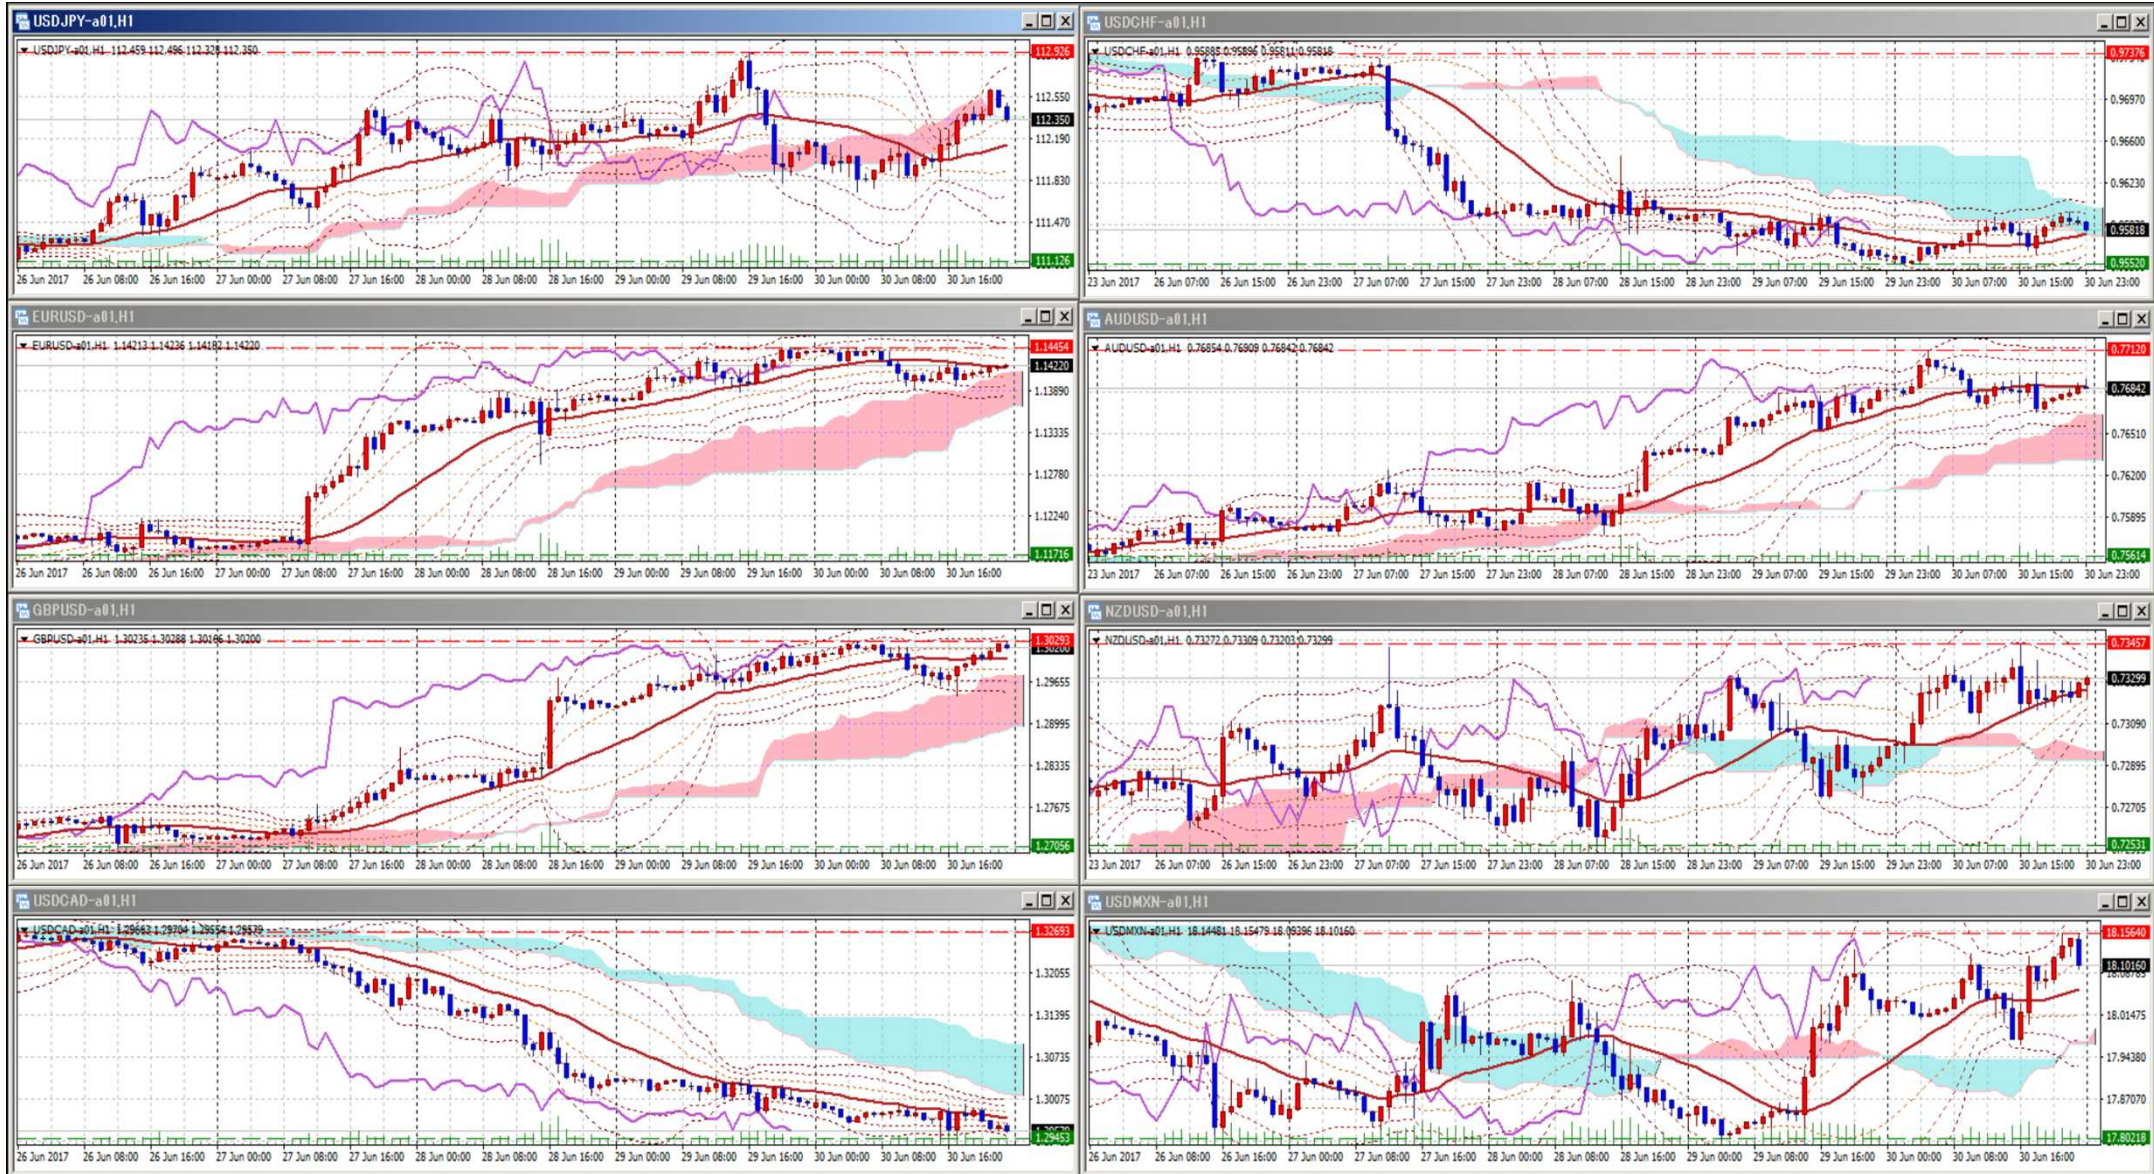 USDJPY-a01,H1
USDJPY-a01,H1 112.459 112.496 112.328 112.350
112.926
112.550
112.350
112.190
111.830
111.470
111.126
26 Jun 2017 26 Jun 08:00 26 Jun 16:00 27 Jun 00:00 27 Jun 08:00 27 Jun 16:00 28 Jun 00:00 28 Jun 08:00 28 Jun 16:00 29 Jun 00:00 29 Jun 08:00 29 Jun 16:00 30 Jun 00:00 30 Jun 08:00 30 Jun 16:00
USDCHF-a01,H1
USDCHF-a01,H1 0.95885 0.95896 0.95811 0.95818
0.97376
0.96970
0.96600
0.96230
0.95818
0.95520
23 Jun 2017 26 Jun 07:00 26 Jun 15:00 26 Jun 23:00 27 Jun 07:00 27 Jun 15:00 27 Jun 23:00 28 Jun 07:00 28 Jun 15:00 28 Jun 23:00 29 Jun 07:00 29 Jun 15:00 29 Jun 23:00 30 Jun 07:00 30 Jun 15:00 30 Jun 23:00
EURUSD-a01,H1
EURUSD-a01,H1 1.14213 1.14236 1.14182 1.14220
1.14454
1.14220
1.13890
1.13335
1.12780
1.12240
1.11716
26 Jun 2017 26 Jun 08:00 26 Jun 16:00 27 Jun 00:00 27 Jun 08:00 27 Jun 16:00 28 Jun 00:00 28 Jun 08:00 28 Jun 16:00 29 Jun 00:00 29 Jun 08:00 29 Jun 16:00 30 Jun 00:00 30 Jun 08:00 30 Jun 16:00
AUDUSD-a01,H1
AUDUSD-a01,H1 0.76854 0.76909 0.76842 0.76842
0.77120
0.76842
0.76510
0.76200
0.75895
0.75614
23 Jun 2017 26 Jun 07:00 26 Jun 15:00 26 Jun 23:00 27 Jun 07:00 27 Jun 15:00 27 Jun 23:00 28 Jun 07:00 28 Jun 15:00 28 Jun 23:00 29 Jun 07:00 29 Jun 15:00 29 Jun 23:00 30 Jun 07:00 30 Jun 15:00 30 Jun 23:00
GBPUSD-a01,H1
GBPUSD-a01,H1 1.30235 1.30288 1.30186 1.30200
1.30293
1.30200
1.29655
1.28995
1.28335
1.27675
1.27056
26 Jun 2017 26 Jun 08:00 26 Jun 16:00 27 Jun 00:00 27 Jun 08:00 27 Jun 16:00 28 Jun 00:00 28 Jun 08:00 28 Jun 16:00 29 Jun 00:00 29 Jun 08:00 29 Jun 16:00 30 Jun 00:00 30 Jun 08:00 30 Jun 16:00
NZDUSD-a01,H1
NZDUSD-a01,H1 0.73272 0.73309 0.73203 0.73299
0.73457
0.73299
0.73090
0.72895
0.72705
0.72531
23 Jun 2017 26 Jun 07:00 26 Jun 15:00 26 Jun 23:00 27 Jun 07:00 27 Jun 15:00 27 Jun 23:00 28 Jun 07:00 28 Jun 15:00 28 Jun 23:00 29 Jun 07:00 29 Jun 15:00 29 Jun 23:00 30 Jun 07:00 30 Jun 15:00 30 Jun 23:00
USDCAD-a01,H1
USDCAD-a01,H1 1.29663 1.29704 1.29554 1.29579
1.32693
1.32055
1.31395
1.30735
1.30075
1.29453
26 Jun 2017 26 Jun 08:00 26 Jun 16:00 27 Jun 00:00 27 Jun 08:00 27 Jun 16:00 28 Jun 00:00 28 Jun 08:00 28 Jun 16:00 29 Jun 00:00 29 Jun 08:00 29 Jun 16:00 30 Jun 00:00 30 Jun 08:00 30 Jun 16:00
USDMXN-a01,H1
USDMXN-a01,H1 18.14481 18.15479 18.09396 18.10160
18.15640
18.10160
18.08785
18.01475
17.94380
17.87070
17.80218
26 Jun 2017 26 Jun 08:00 26 Jun 16:00 27 Jun 00:00 27 Jun 08:00 27 Jun 16:00 28 Jun 00:00 28 Jun 08:00 28 Jun 16:00 29 Jun 00:00 29 Jun 08:00 29 Jun 16:00 30 Jun 00:00 30 Jun 08:00 30 Jun 16:00